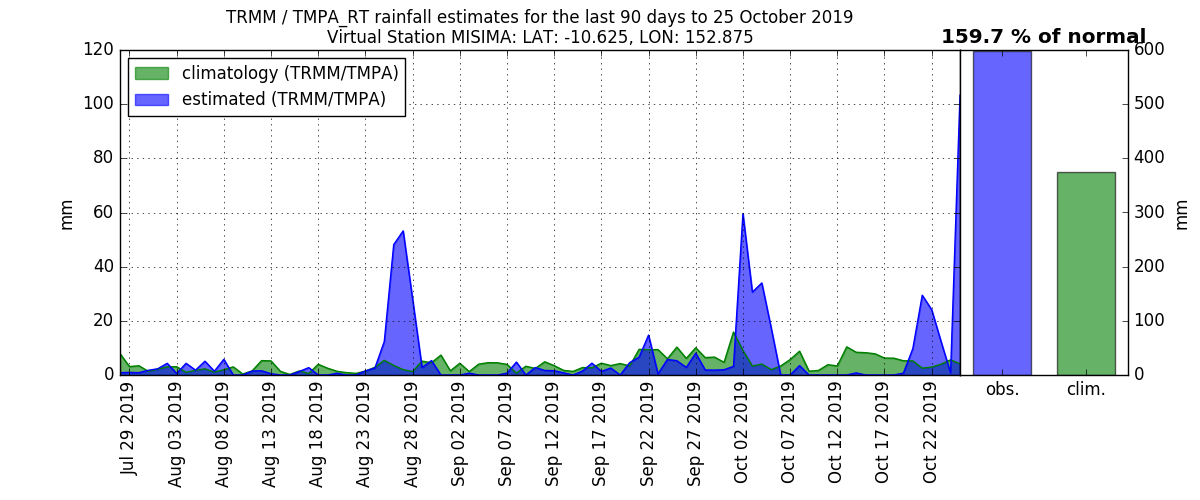 TRMM / TMPA_RT rainfall estimates for the last 90 days to 25 October 2019
Virtual Station MISIMA: LAT: -10.625, LON: 152.875
159.7 % of normal
climatology (TRMM/TMPA)
estimated (TRMM/TMPA)
120
100
80
60
40
20
0
mm
600
500
400
300
200
100
0
mm
Jul 29 2019
Aug 03 2019
Aug 08 2019
Aug 13 2019
Aug 18 2019
Aug 23 2019
Aug 28 2019
Sep 02 2019
Sep 07 2019
Sep 12 2019
Sep 17 2019
Sep 22 2019
Sep 27 2019
Oct 02 2019
Oct 07 2019
Oct 12 2019
Oct 17 2019
Oct 22 2019
obs.
clim.